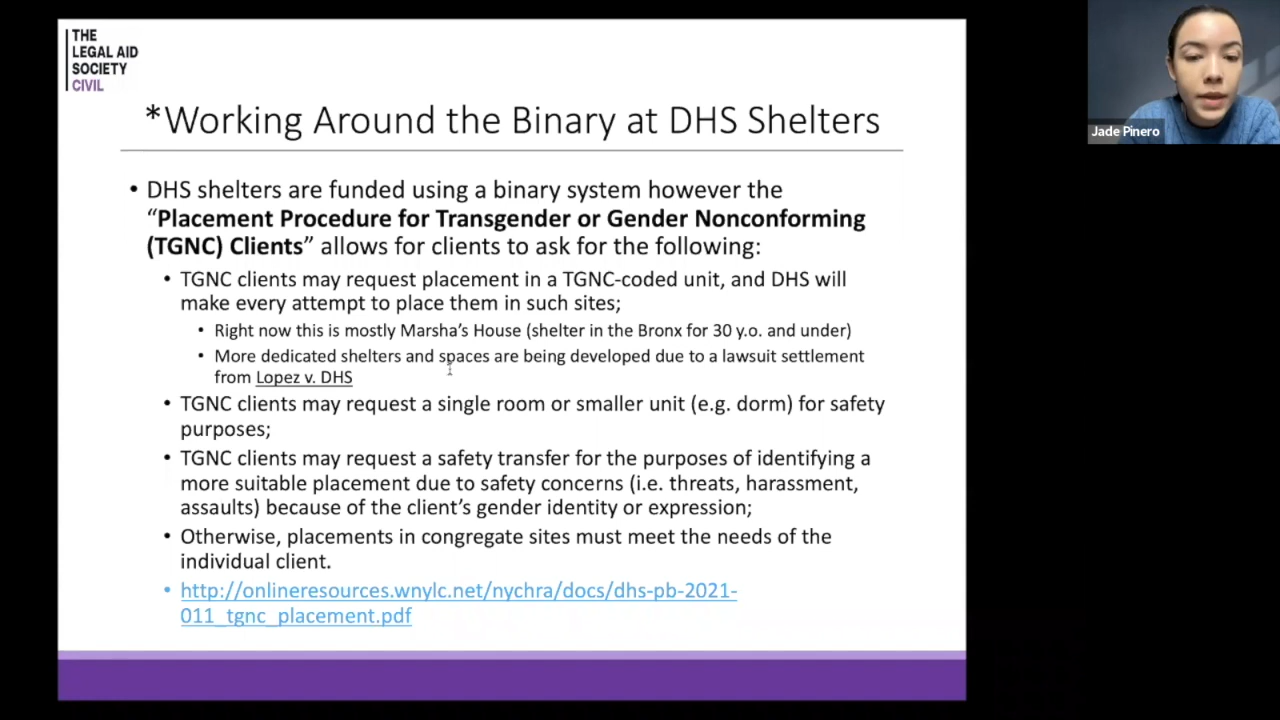 THE
LEGAL AID
SOCIETY
CIVIL
*Working Around the Binary at DHS Shelters
• DHS shelters are funded using a binary system however the
“Placement Procedure for Transgender or Gender Nonconforming
(TGNC) Clients” allows for clients to ask for the following:
• TGNC clients may request placement in a TGNC-coded unit, and DHS will
make every attempt to place them in such sites;
• Right now this is mostly Marsha’s House (shelter in the Bronx for 30 y.o. and under)
• More dedicated shelters and spaces are being developed due to a lawsuit settlement
from Lopez v. DHS
• TGNC clients may request a single room or smaller unit (e.g. dorm) for safety
purposes;
• TGNC clients may request a safety transfer for the purposes of identifying a
more suitable placement due to safety concerns (i.e. threats, harassment,
assaults) because of the client’s gender identity or expression;
• Otherwise, placements in congregate sites must meet the needs of the
individual client.
• http://onlineresources.wnylc.net/nychra/docs/dhs-pb-2021-
011_tgnc_placement.pdf
Jade Pinero